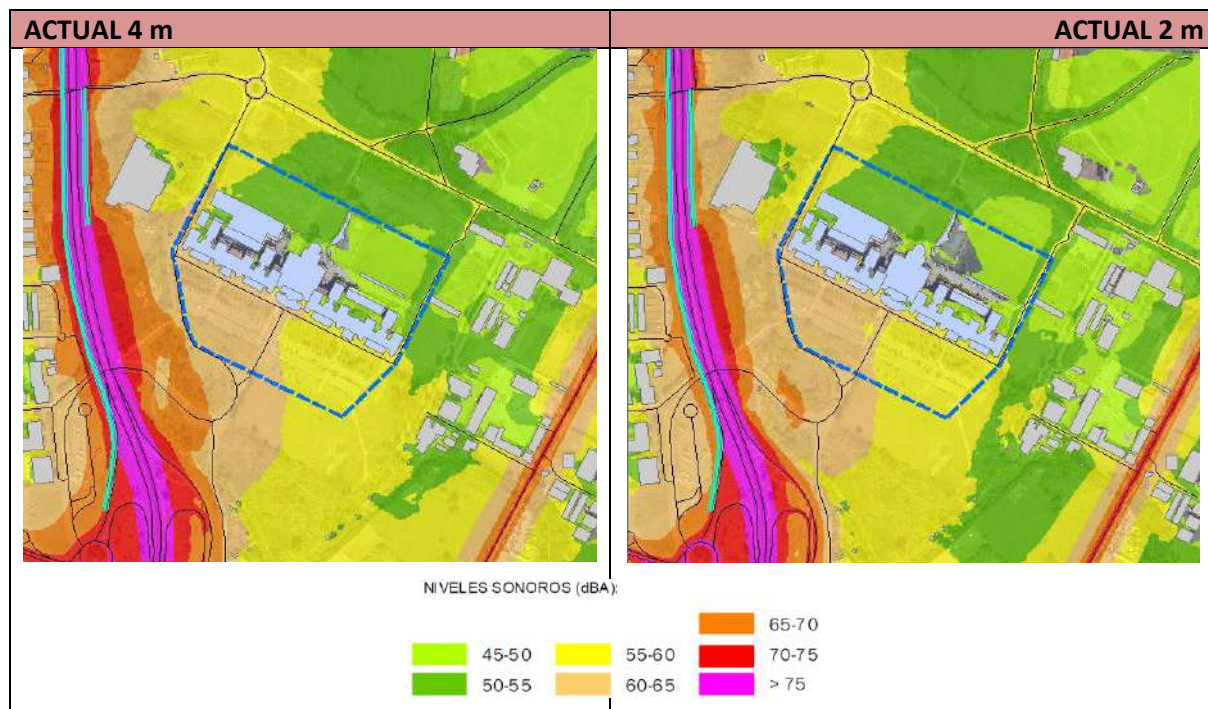 ACTUAL 4 m
ACTUAL 2 m
NIVELES SONOROS (dBA):
65-70
45-50 55-60 70-75
50-55 60-65 > 75